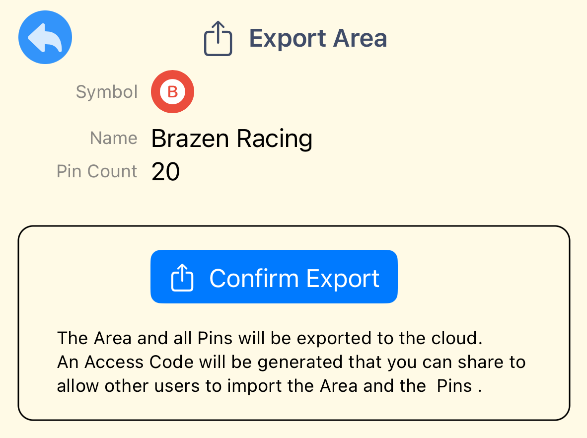 Export Area
Symbol B
Name Brazen Racing
Pin Count 20
Confirm Export
The Area and all Pins will be exported to the cloud.
An Access Code will be generated that you can share to
allow other users to import the Area and the  Pins .